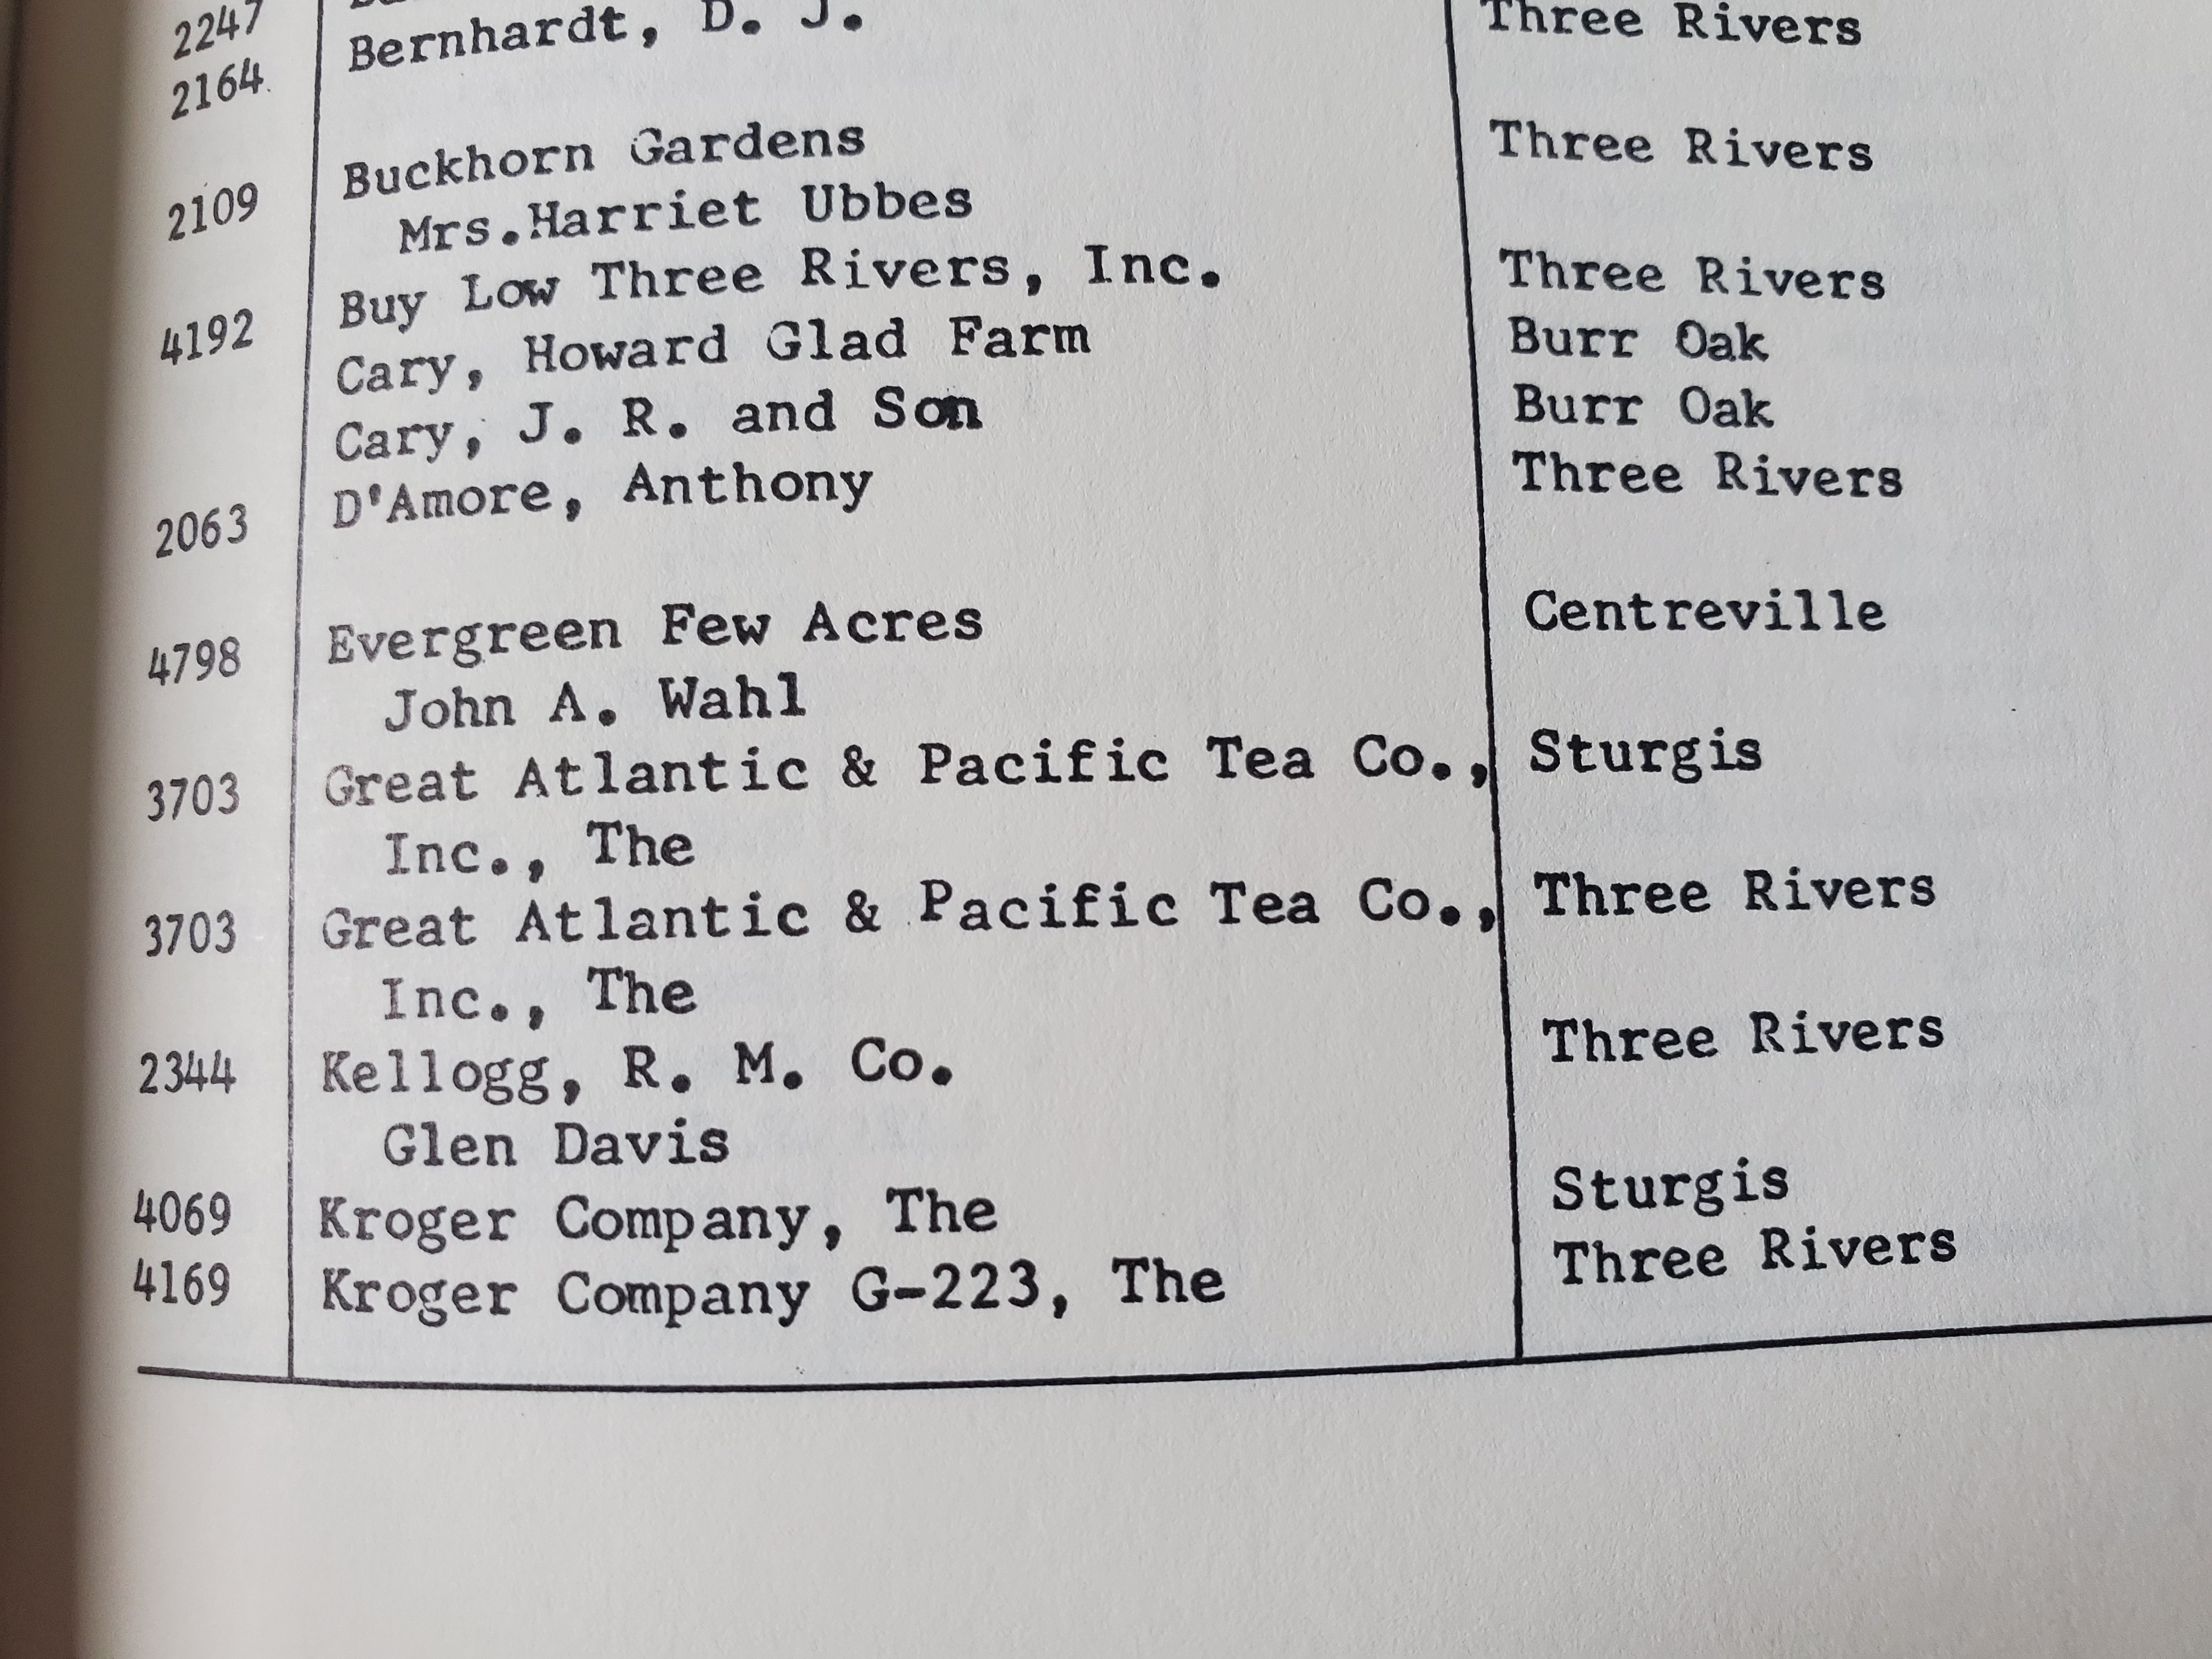 2247
2164 Bernhardt, D. J. Three Rivers
2109 Buckhorn Gardens Three Rivers
Mrs.Harriet Ubbes
4192 Buy Low Three Rivers, Inc. Three Rivers
Cary, Howard Glad Farm Burr Oak
Cary, J. R. and Son Burr Oak
2063 D'Amore, Anthony Three Rivers
4798 Evergreen Few Acres Centreville
John A. Wahl
3703 Great Atlantic & Pacific Tea Co., Sturgis
Inc., The
3703 Great Atlantic & Pacific Tea Co., Three Rivers
Inc., The
2344 Kellogg, R. M. Co. Three Rivers
Glen Davis
4069 Kroger Company, The Sturgis
4169 Kroger Company G-223, The Three Rivers